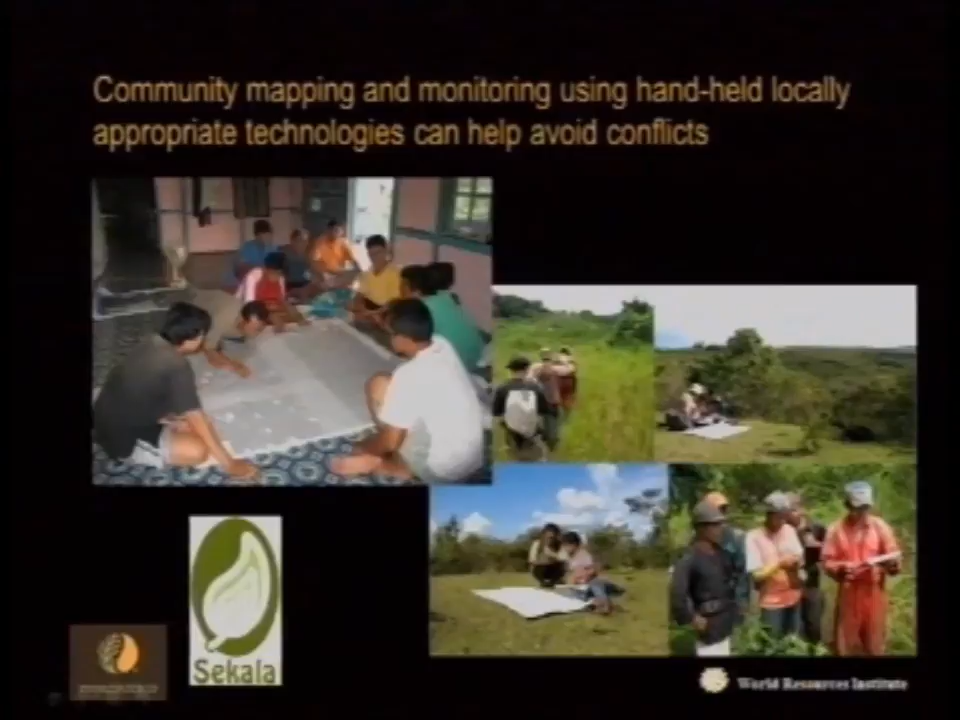 Community mapping and monitoring using hand-held locally
appropriate technologies can help avoid conflicts
Sekala
World Resources Institute